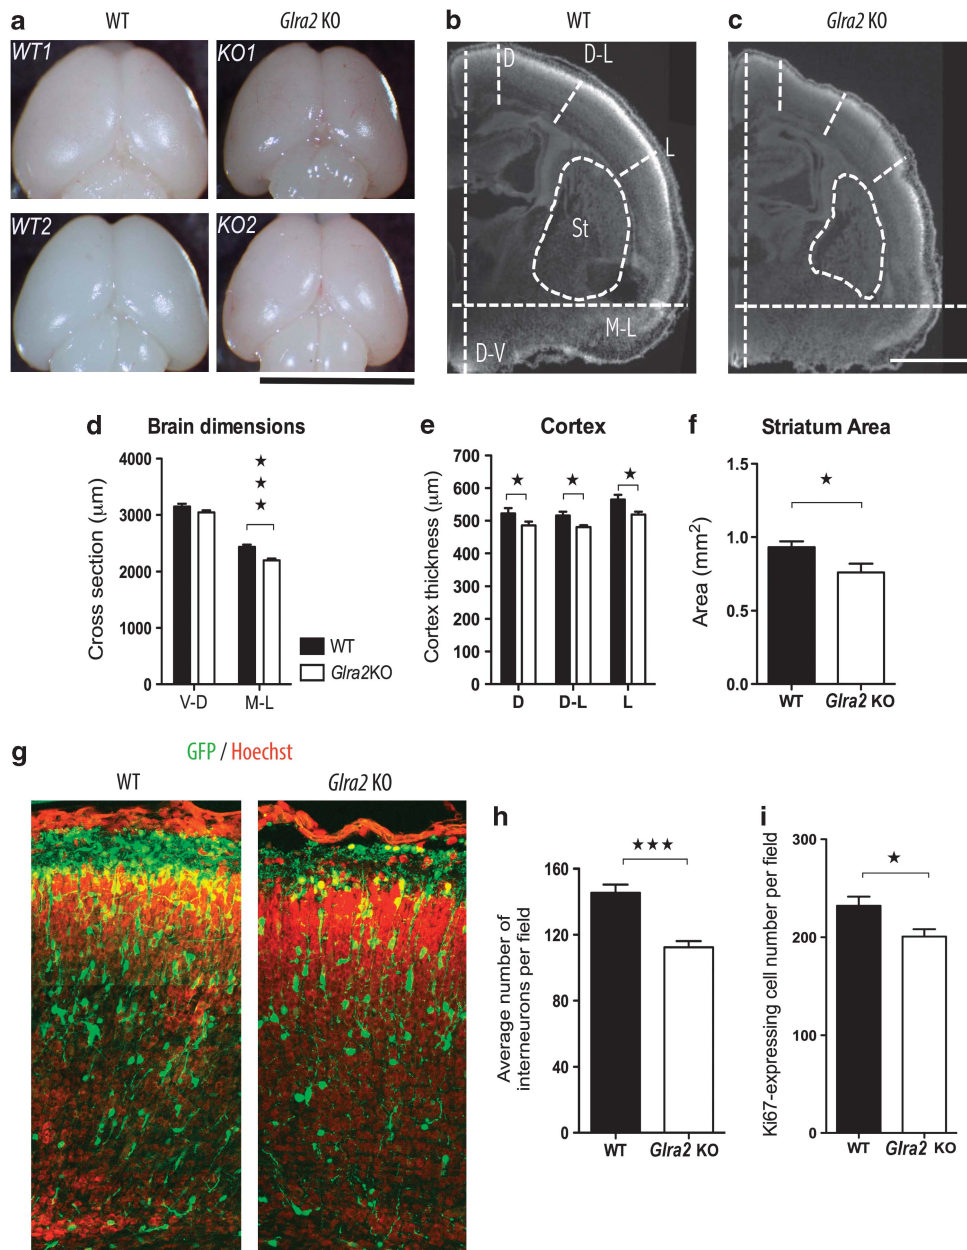 a
WT
Glra2 KO
WT1
KO1
WT2
KO2
b
WT
D
D-L
L
St
M-L
D-V
c
Glra2 KO
d
Brain dimensions
Cross section (μm)
4000
3000
2000
1000
0
V-D
M-L
★
★
★
WT
Glra2KO
e
Cortex
Cortex thickness (μm)
700
600
500
400
300
200
100
0
★
★
★
D
D-L
L
f
Striatum Area
Area (mm²)
1.5
1.0
0.5
0.0
★
WT
Glra2 KO
g
GFP / Hoechst
WT
Glra2 KO
h
Average number of
interneurons per field
160
120
80
40
0
★★★
WT
Glra2 KO
i
Ki67-expressing cell number per field
300
200
100
0
★
WT
Glra2 KO